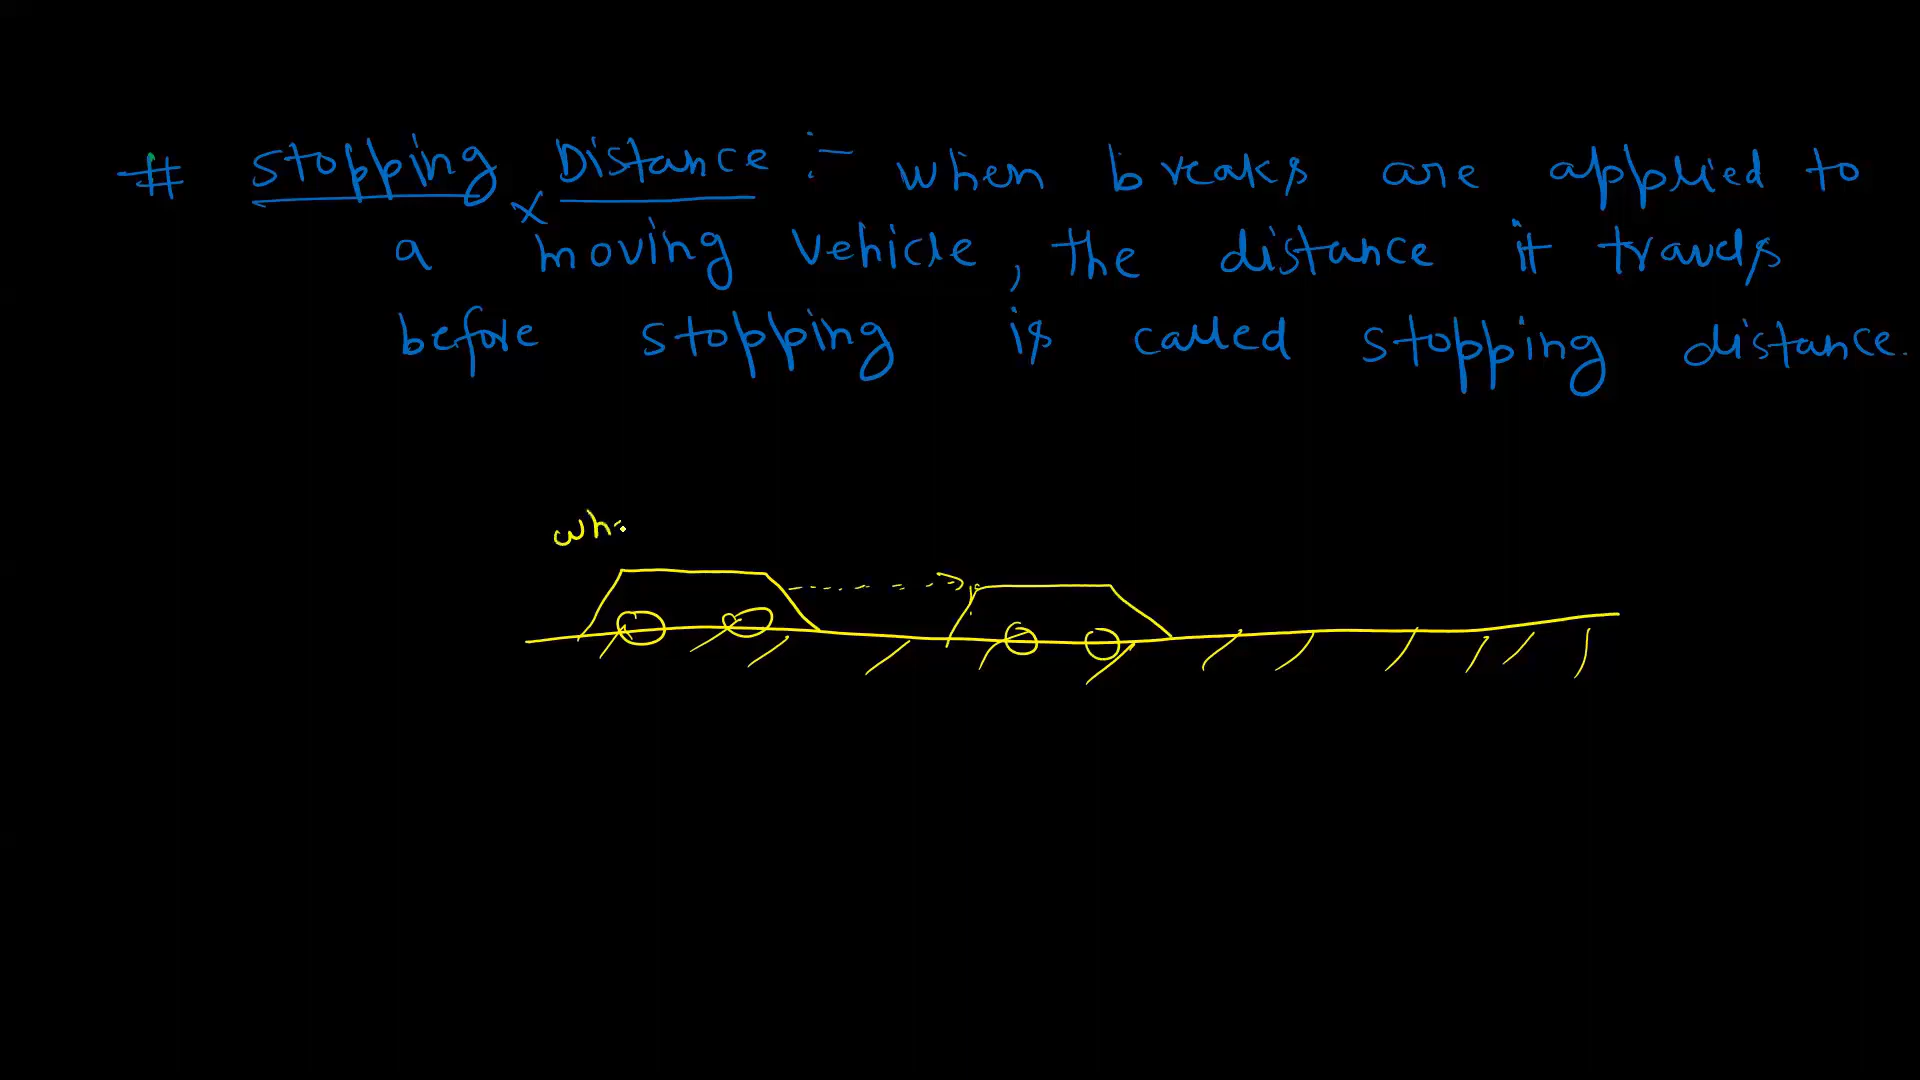 # Stopping Distance :- when breaks are applied to
a moving vehicle, the distance it travels
before stopping is called stopping distance.
wh